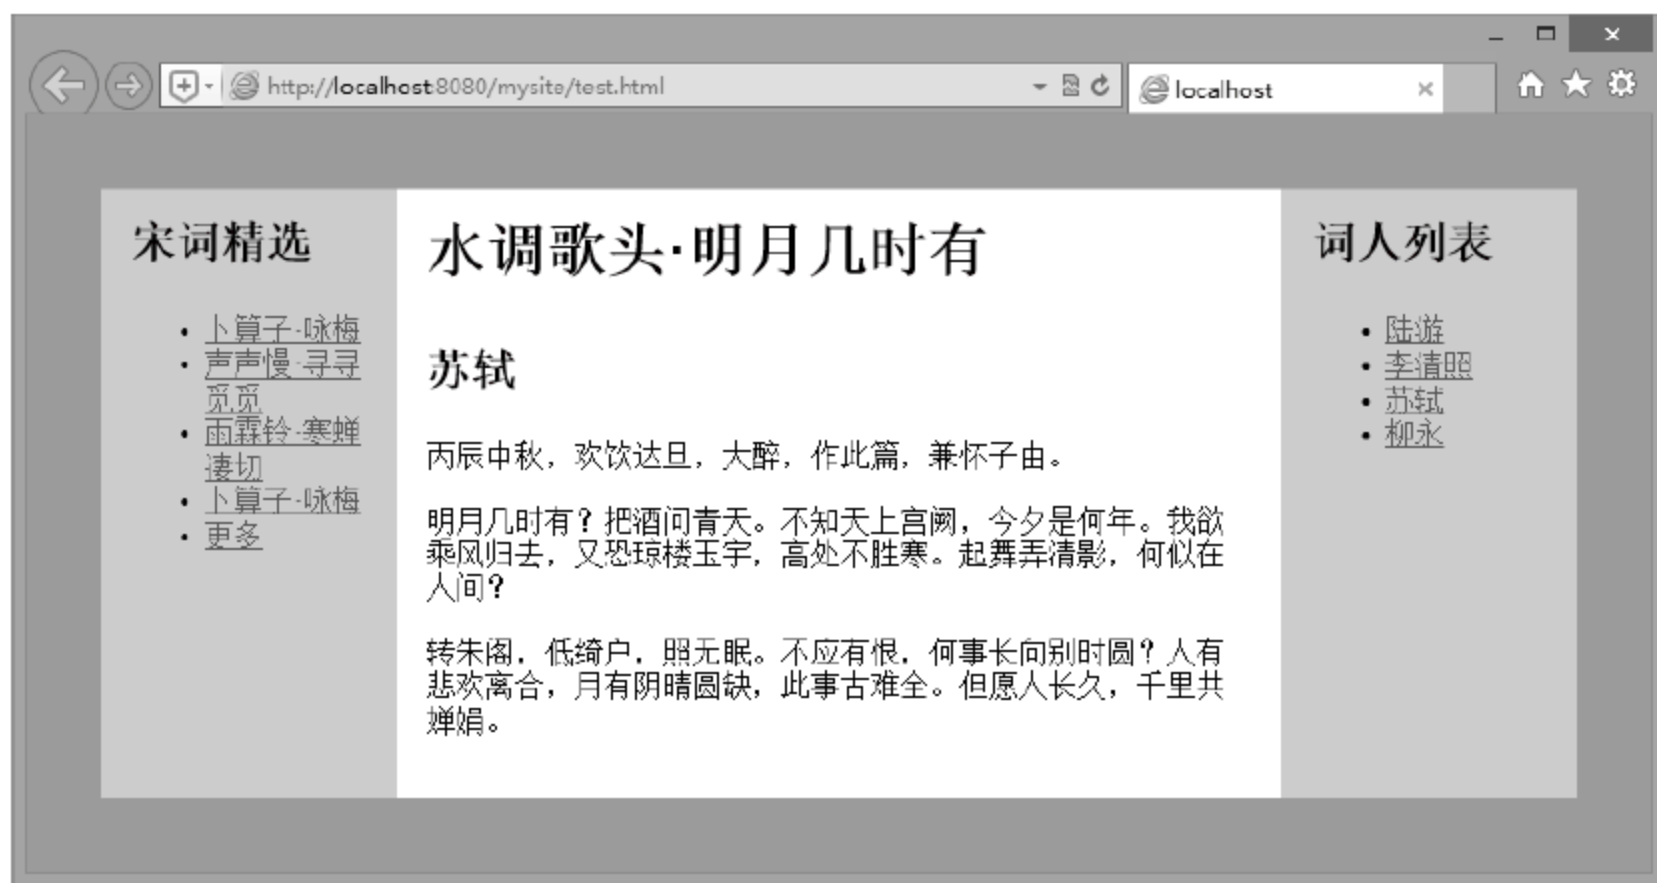 http://localhost:8080/mysite/test.html
localhost
宋词精选
卜算子·咏梅
声声慢·寻寻
觅觅
雨霖铃·寒蝉
凄切
卜算子·咏梅
更多
水调歌头·明月几时有
苏轼
丙辰中秋，欢饮达旦，大醉，作此篇，兼怀子由。
明月几时有？把酒问青天。不知天上宫阙，今夕是何年。我欲
乘风归去，又恐琼楼玉宇，高处不胜寒。起舞弄清影，何似在
人间？
转朱阁，低绮户，照无眠。不应有恨，何事长向别时圆？人有
悲欢离合，月有阴晴圆缺，此事古难全。但愿人长久，千里共
婵娟。
词人列表
陆游
李清照
苏轼
柳永